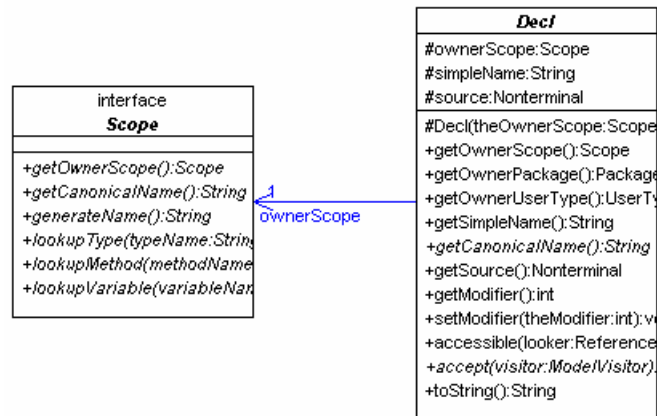 interface
Scope
+getOwnerScope():Scope
+getCanonicalName():String
+generateName():String
+lookupType(typeName:String
+lookupMethod(methodName
+lookupVariable(variableNam
1
ownerScope
Decl
#ownerScope:Scope
#simpleName:String
#source:Nonterminal
#Decl(theOwnerScope:Scope
+getOwnerScope():Scope
+getOwnerPackage():Package
+getOwnerUserType():UserTy
+getSimpleName():String
+getCanonicalName():String
+getSource():Nonterminal
+getModifier():int
+setModifier(theModifier:int):vo
+accessible(looker:Reference
+accept(visitor:ModelVisitor):
+toString():String